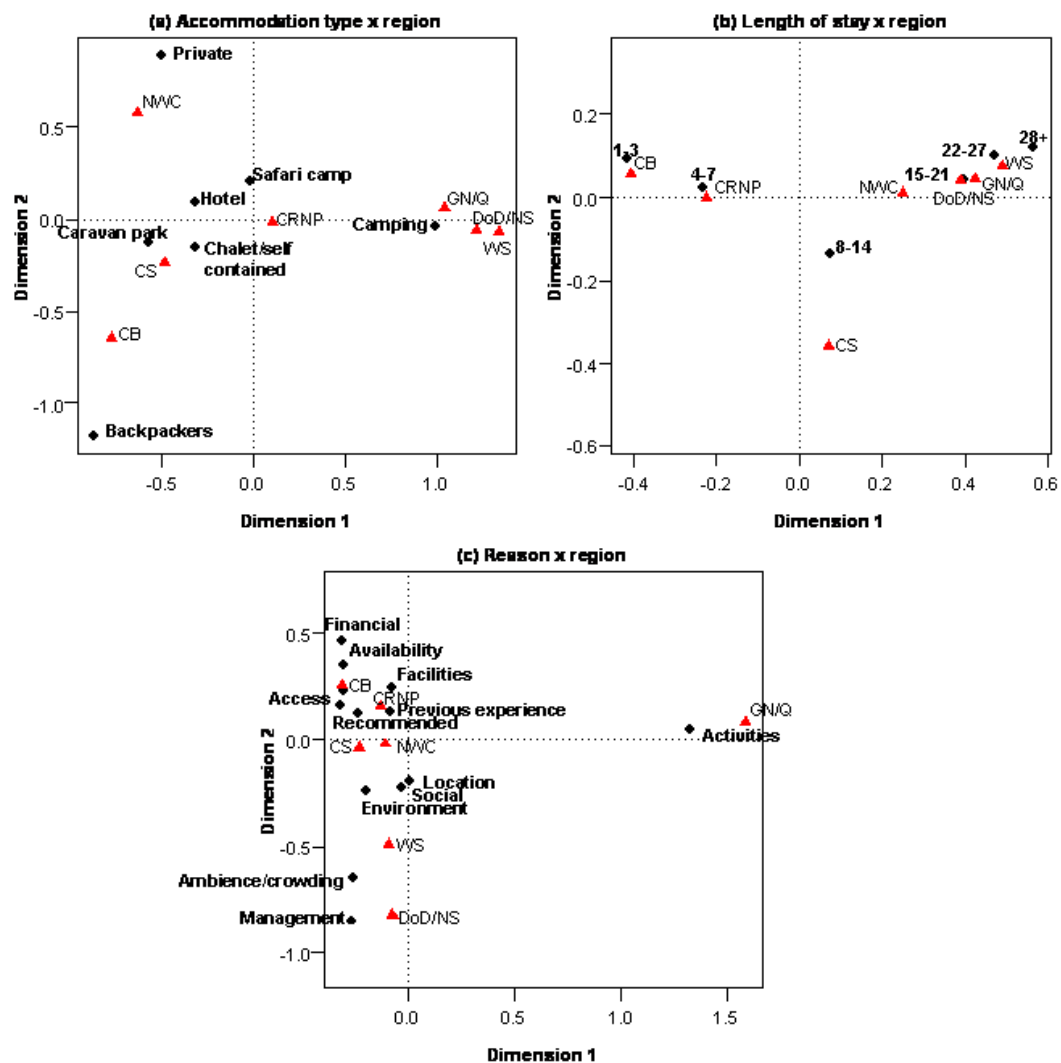 (a) Accommodation type x region
Private
NWC
0.5
Safari camp
Hotel
GN/Q
CRNP
DoD/NS
0.0
Camping
Caravan park
WS
Chalet/self
contained
CS
-0.5
CB
-1.0
Backpackers
Dimension 2
-0.5
0.0
0.5
1.0
Dimension 1
(b) Length of stay x region
0.2
28+
22-27
1-3
CB
WS
4-7
15-21
CRNP
NWC
GN/Q
DoD/NS
0.0
8-14
-0.2
CS
-0.4
-0.6
Dimension 2
-0.4
-0.2
0.0
0.2
0.4
0.6
Dimension 1
(c) Reason x region
Financial
0.5
Availability
Facilities
CB
Access
CRNP
Previous experience
GN/Q
Recommended
Activities
0.0
CS
NWC
Location
Social
Environment
-0.5
WS
Ambience/crowding
Management
DoD/NS
-1.0
Dimension 2
0.0
0.5
1.0
1.5
Dimension 1